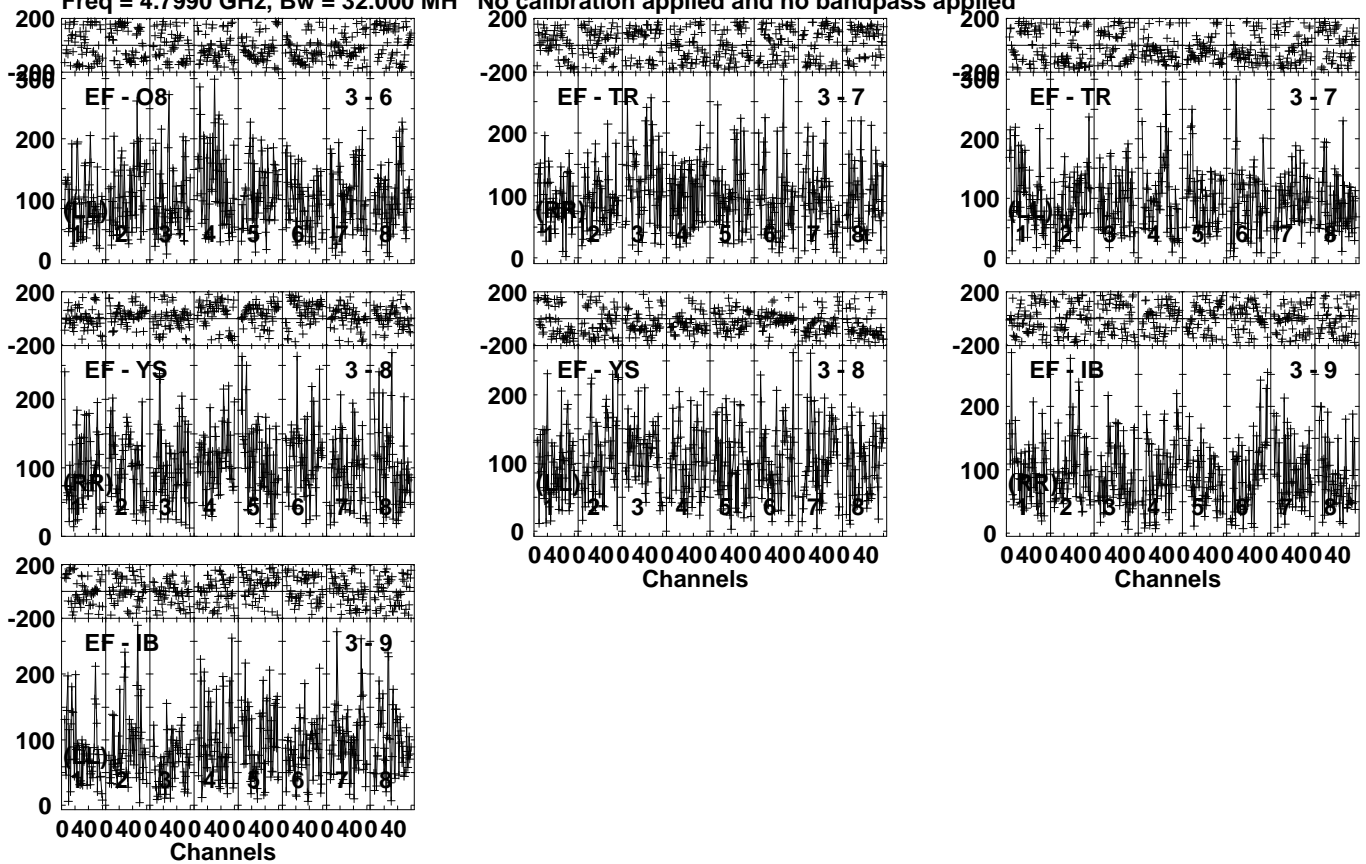 Freq = 4.7990 GHz, Bw = 32.000 MH No calibration applied and no bandpass applied
200 200 200
-200 -200 -200
300 300
EF - O8 3 - 6 EF - TR 3 - 7 EF - TR 3 - 7
200 200 200
100 100 100
(LL) (RR) (LL)
1 2 3 4 5 6 7 8 1 2 3 4 5 6 7 8 1 2 3 4 5 6 7 8
0 0 0
200 200 200
-200 -200 -200
EF - YS 3 - 8 EF - YS 3 - 8 EF - IB 3 - 9
200 200 200
100 100 100
(RR) (LL) (RR)
1 2 3 4 5 6 7 8 1 2 3 4 5 6 7 8 1 2 3 4 5 6 7 8
0 0 0
0 40 0 40 0 40 0 40 0 40 0 40 0 40 0 40 0 40 0 40 0 40 0 40 0 40 0 40 0 40 0 40
Channels Channels
200
-200
EF - IB 3 - 9
200
100
(LL)
1 2 3 4 5 6 7 8
0
0 40 0 40 0 40 0 40 0 40 0 40 0 40 0 40
Channels